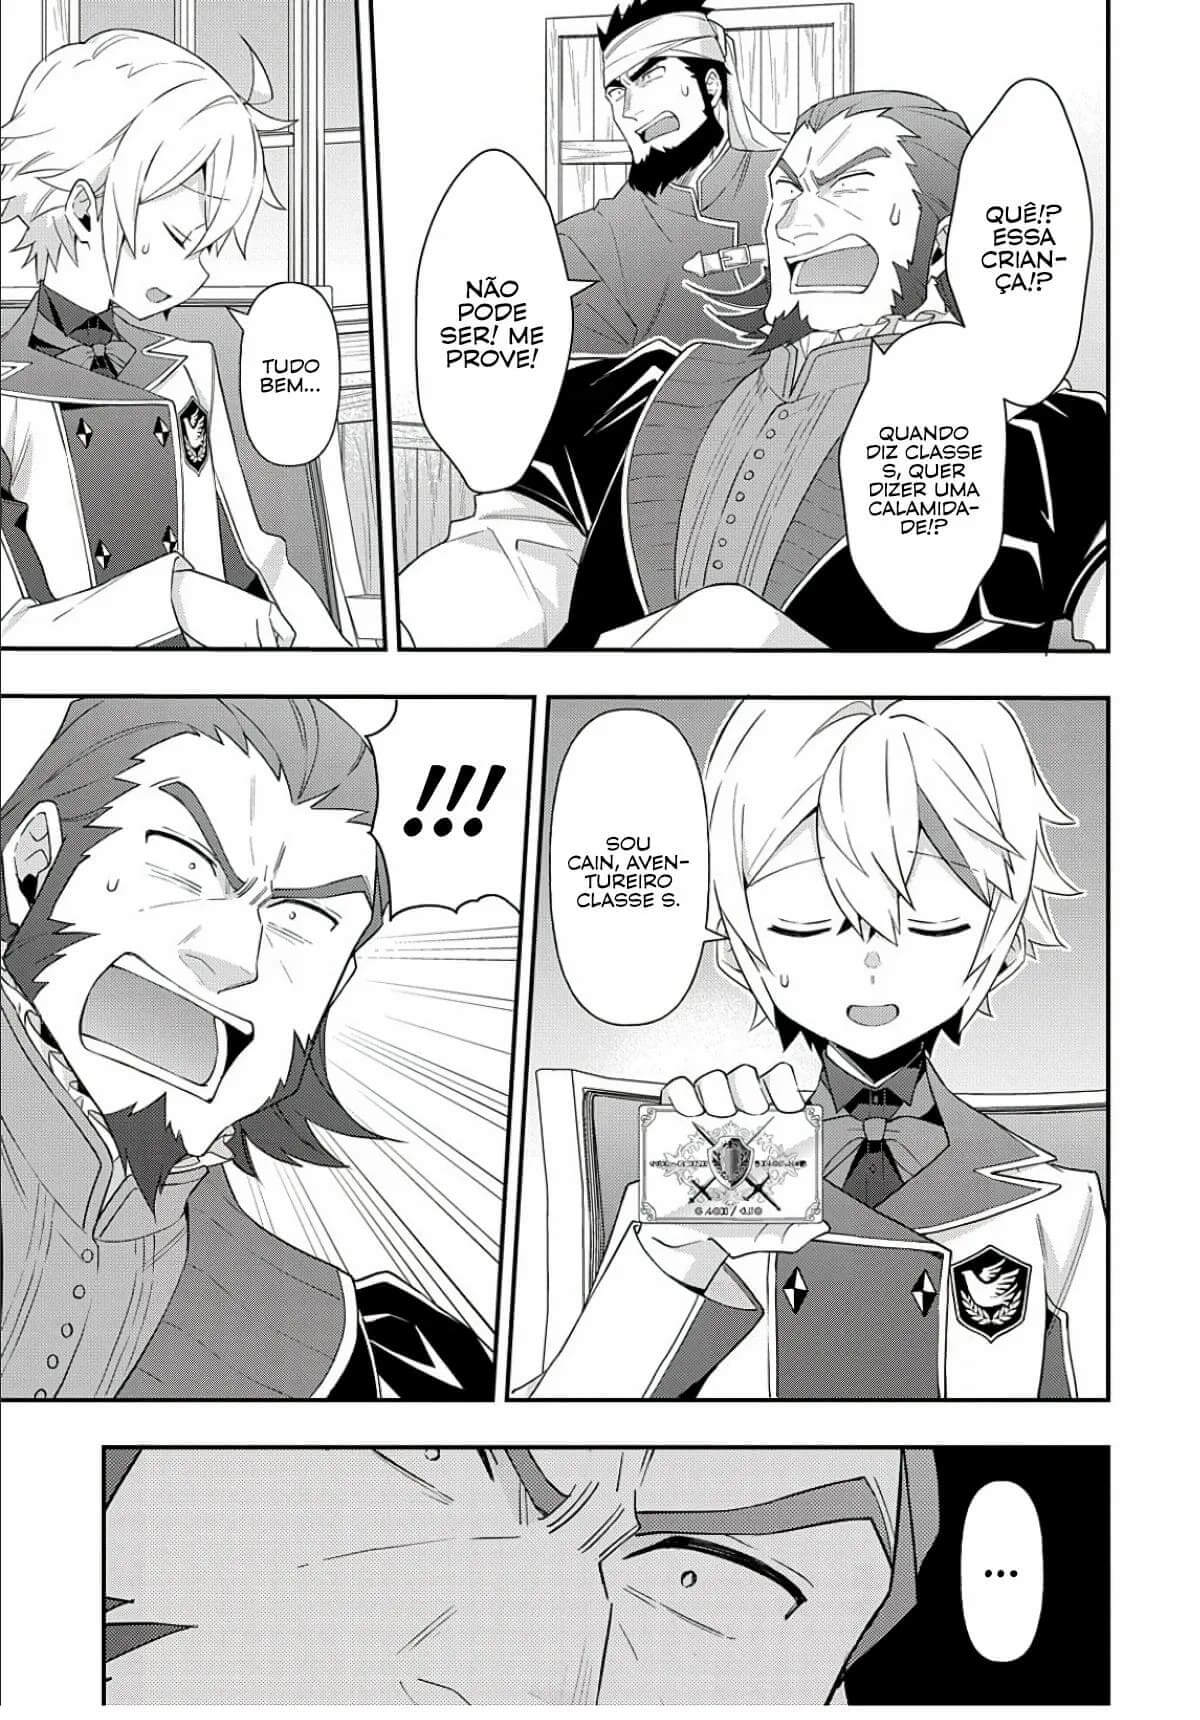 QUÊ!?
ESSA
CRIAN-
ÇA!?
QUANDO
DIZ CLASSE
S, QUER
DIZER UMA
CALAMIDA-
DE!?
NÃO
PODE
SER! ME
PROVE!
TUDO
BEM...
SOU
CAIN, AVEN-
TUREIRO
CLASSE S.
!!!
...